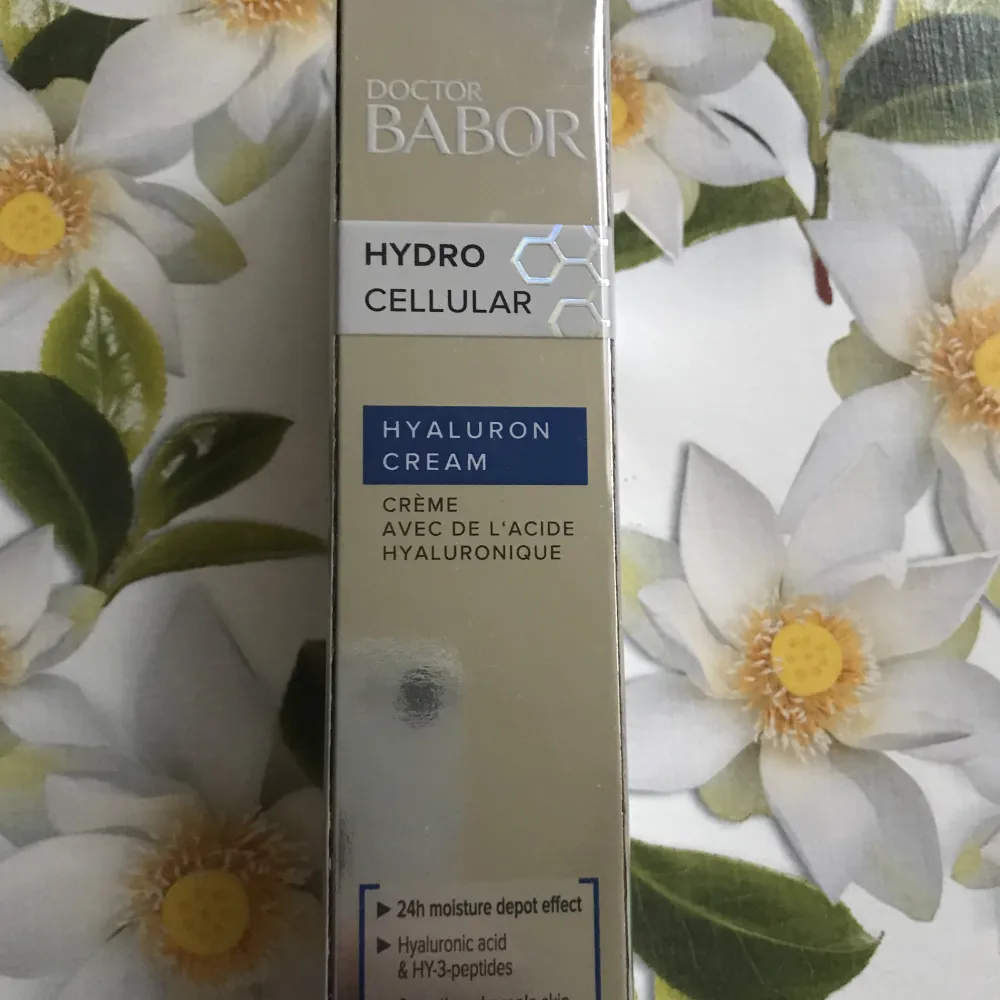 DOCTOR
BABOR
HYDRO
CELLULAR
HYALURON
CREAM
CRÈME
AVEC DE L'ACIDE
HYALURONIQUE
▶ 24h moisture depot effect
▶ Hyaluronic acid
& HY-3-peptides
skin